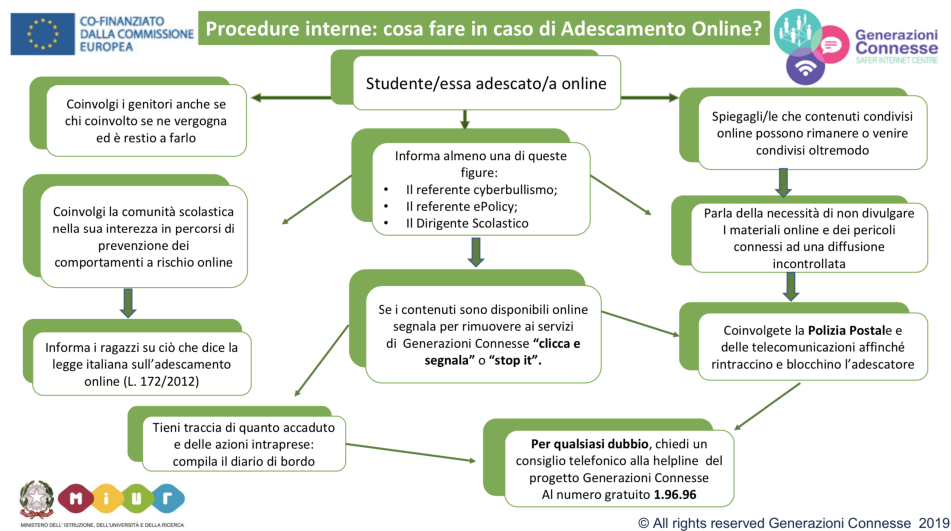 CO-FINANZIATO
DALLA COMMISSIONE
EUROPEA
Procedure interne: cosa fare in caso di Adescamento Online?
Generazioni
Connesse
SAFER INTERNET CENTRE
Studente/essa adescato/a online
Coinvolgi i genitori anche se
chi coinvolto se ne vergogna
ed è restio a farlo
Spiegagli/le che contenuti condivisi
online possono rimanere o venire
condivisi oltremodo
Informa almeno una di queste
figure:
• Il referente cyberbullismo;
• Il referente ePolicy;
• Il Dirigente Scolastico
Coinvolgi la comunità scolastica
nella sua interezza in percorsi di
prevenzione dei
comportamenti a rischio online
Parla della necessità di non divulgare
I materiali online e dei pericoli
connessi ad una diffusione
incontrollata
Se i contenuti sono disponibili online
segnala per rimuovere ai servizi
di Generazioni Connesse “clicca e
segnala” o “stop it”.
Informa i ragazzi su ciò che dice la
legge italiana sull’adescamento
online (L. 172/2012)
Coinvolgete la Polizia Postale e
delle telecomunicazioni affinché
rintraccino e blocchino l’adescatore
Tieni traccia di quanto accaduto
e delle azioni intraprese:
compila il diario di bordo
Per qualsiasi dubbio, chiedi un
consiglio telefonico alla helpline del
progetto Generazioni Connesse
Al numero gratuito 1.96.96
MIUR
MINISTERO DELL’ISTRUZIONE, DELL’UNIVERSITÀ E DELLA RICERCA
© All rights reserved Generazioni Connesse 2019